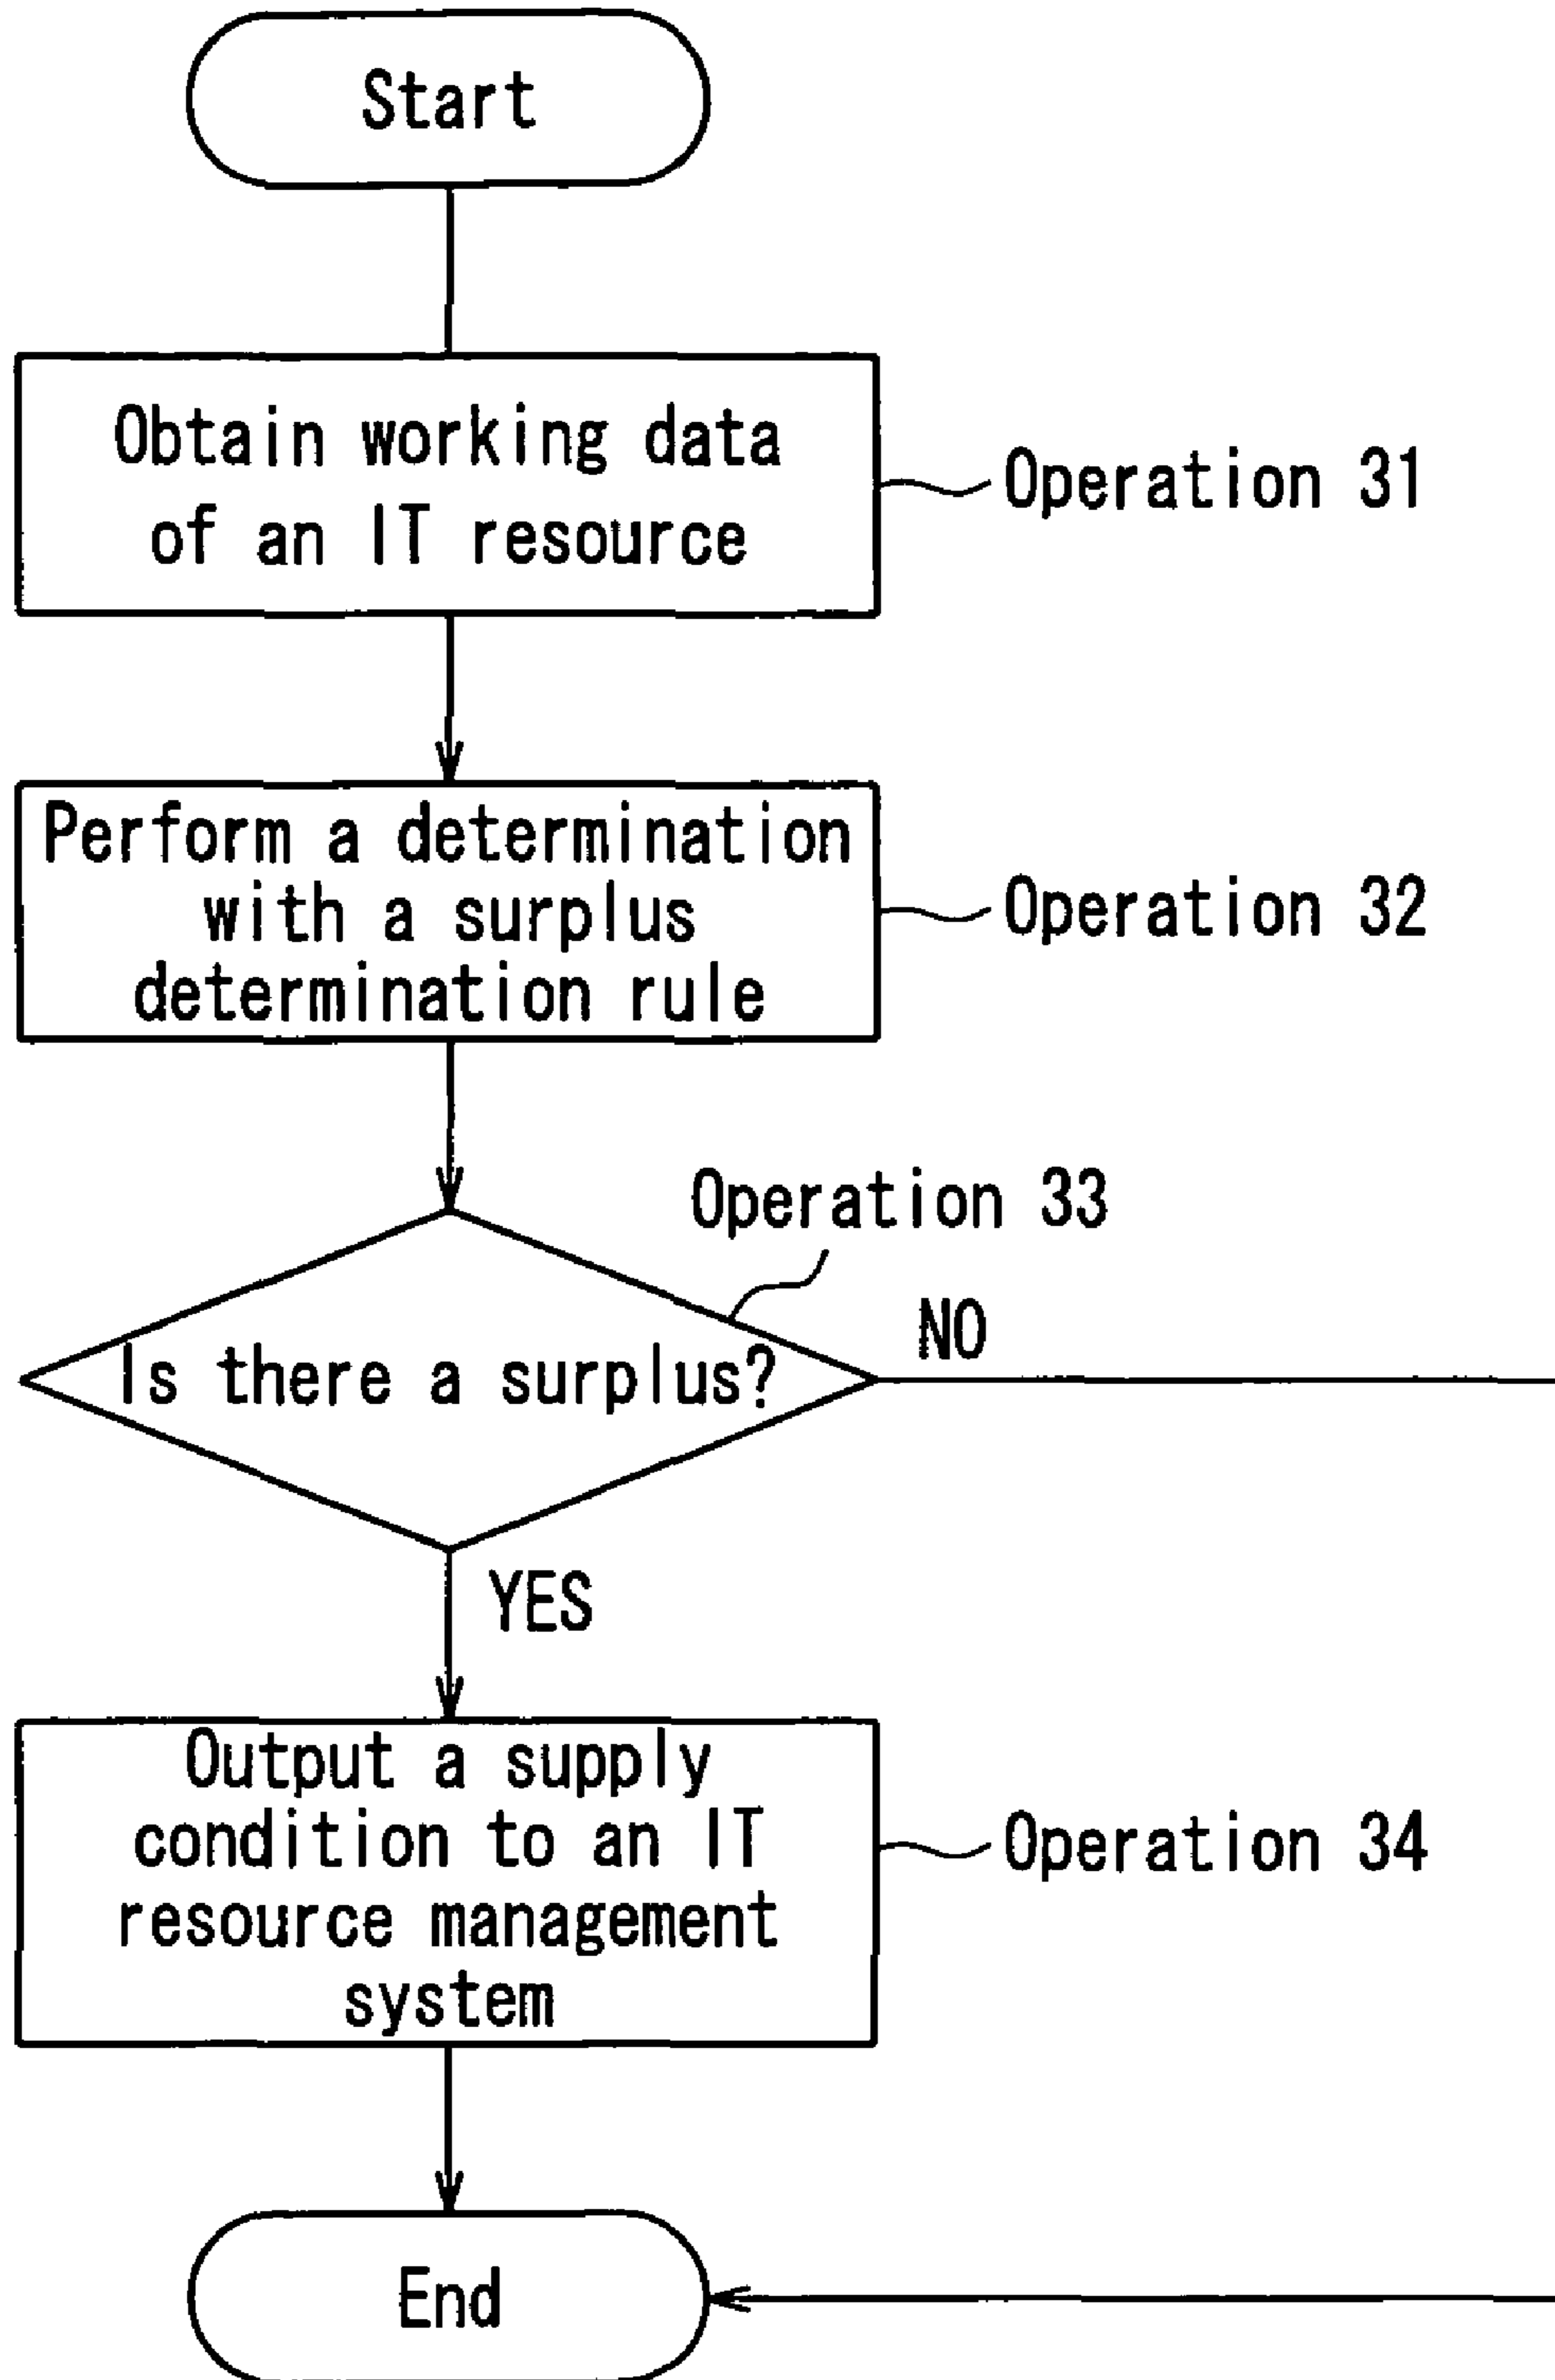 Start
Obtain working data
of an IT resource
Operation 31
Perform a determination
with a surplus
determination rule
Operation 32
Operation 33
Is there a surplus?
NO
YES
Output a supply
condition to an IT
resource management
system
Operation 34
End